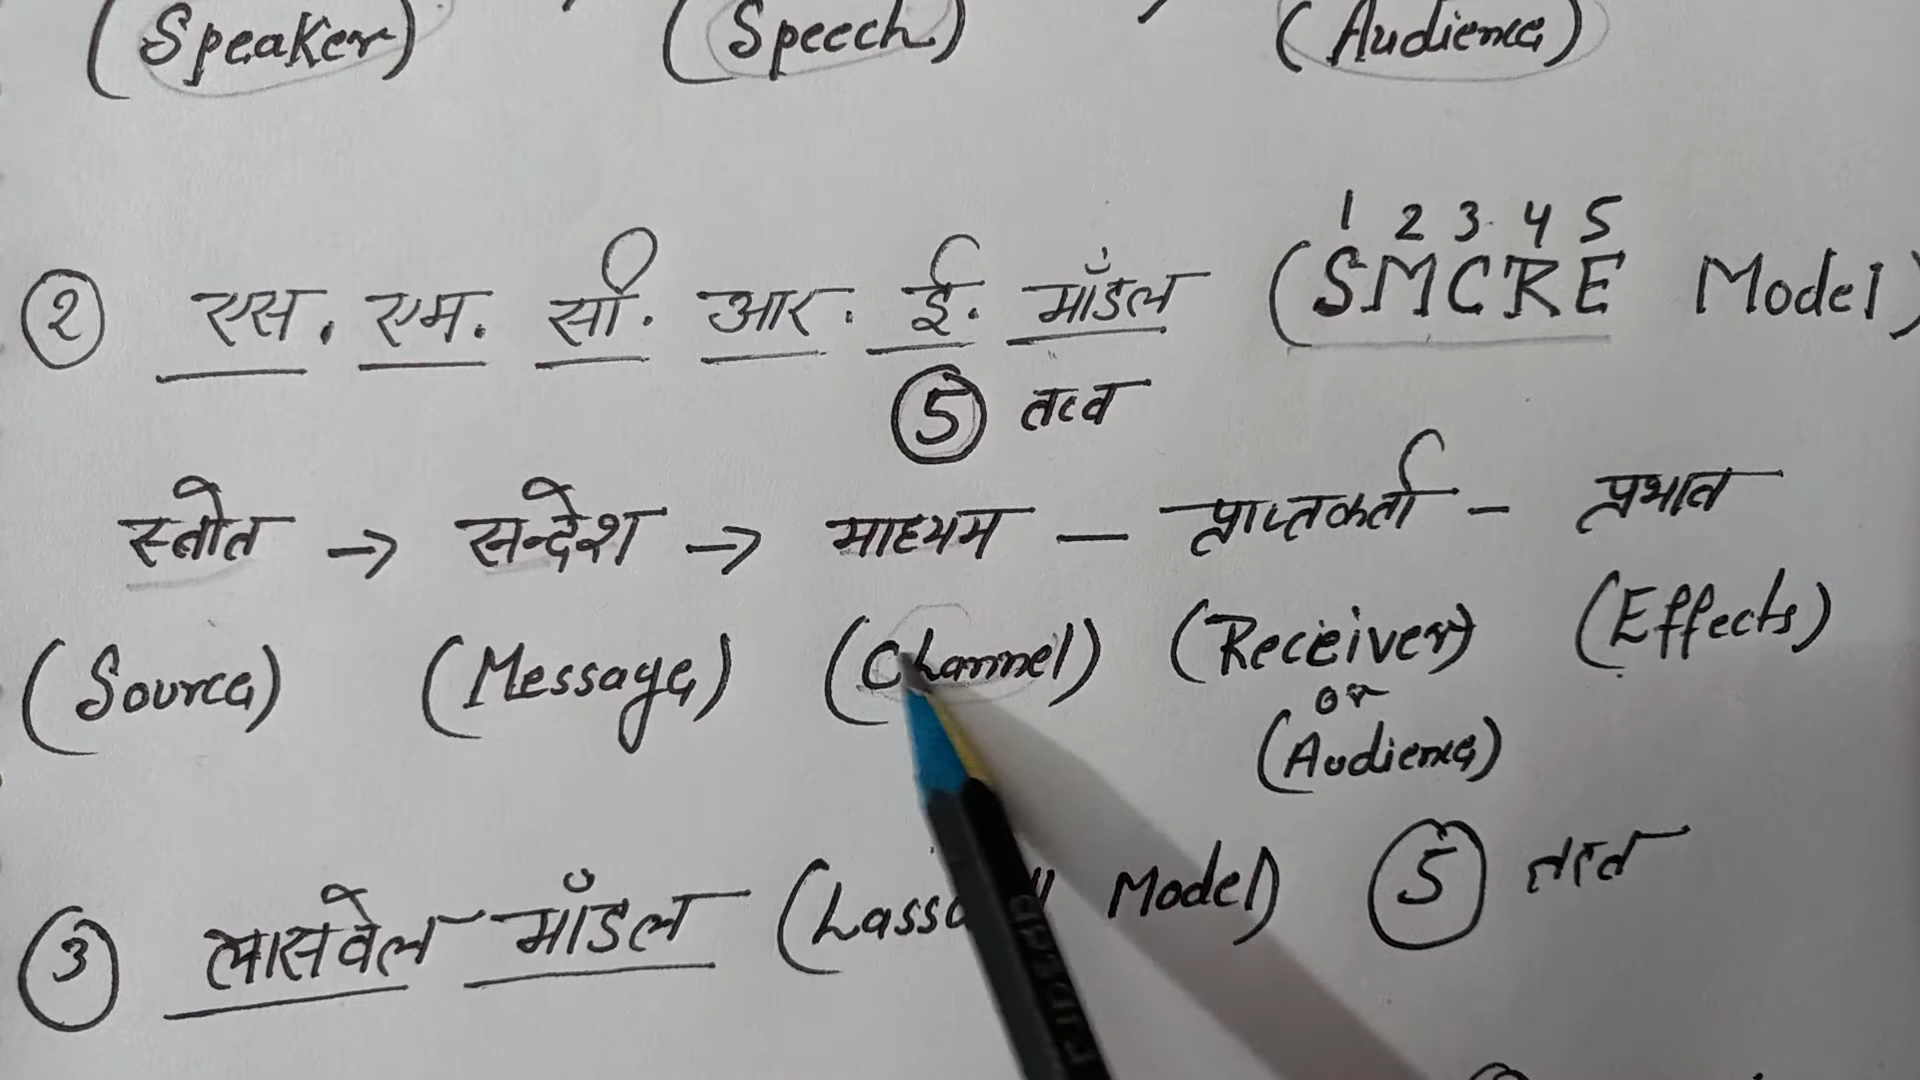 (Speaker) (Speech) (Audience)
1 2 3 4 5
② एस. एम. सी. आर. ई. मॉडल (SMCRE Model)
⑤ तत्व
स्त्रोत → सन्देश → माध्यम – प्राप्तकर्ता – प्रभाव
(Source) (Message) (Channel) (Receiver) (Effects)
or
(Audience)
③ लासवेल मॉडल (Lass ll Model) ⑤ तत्व